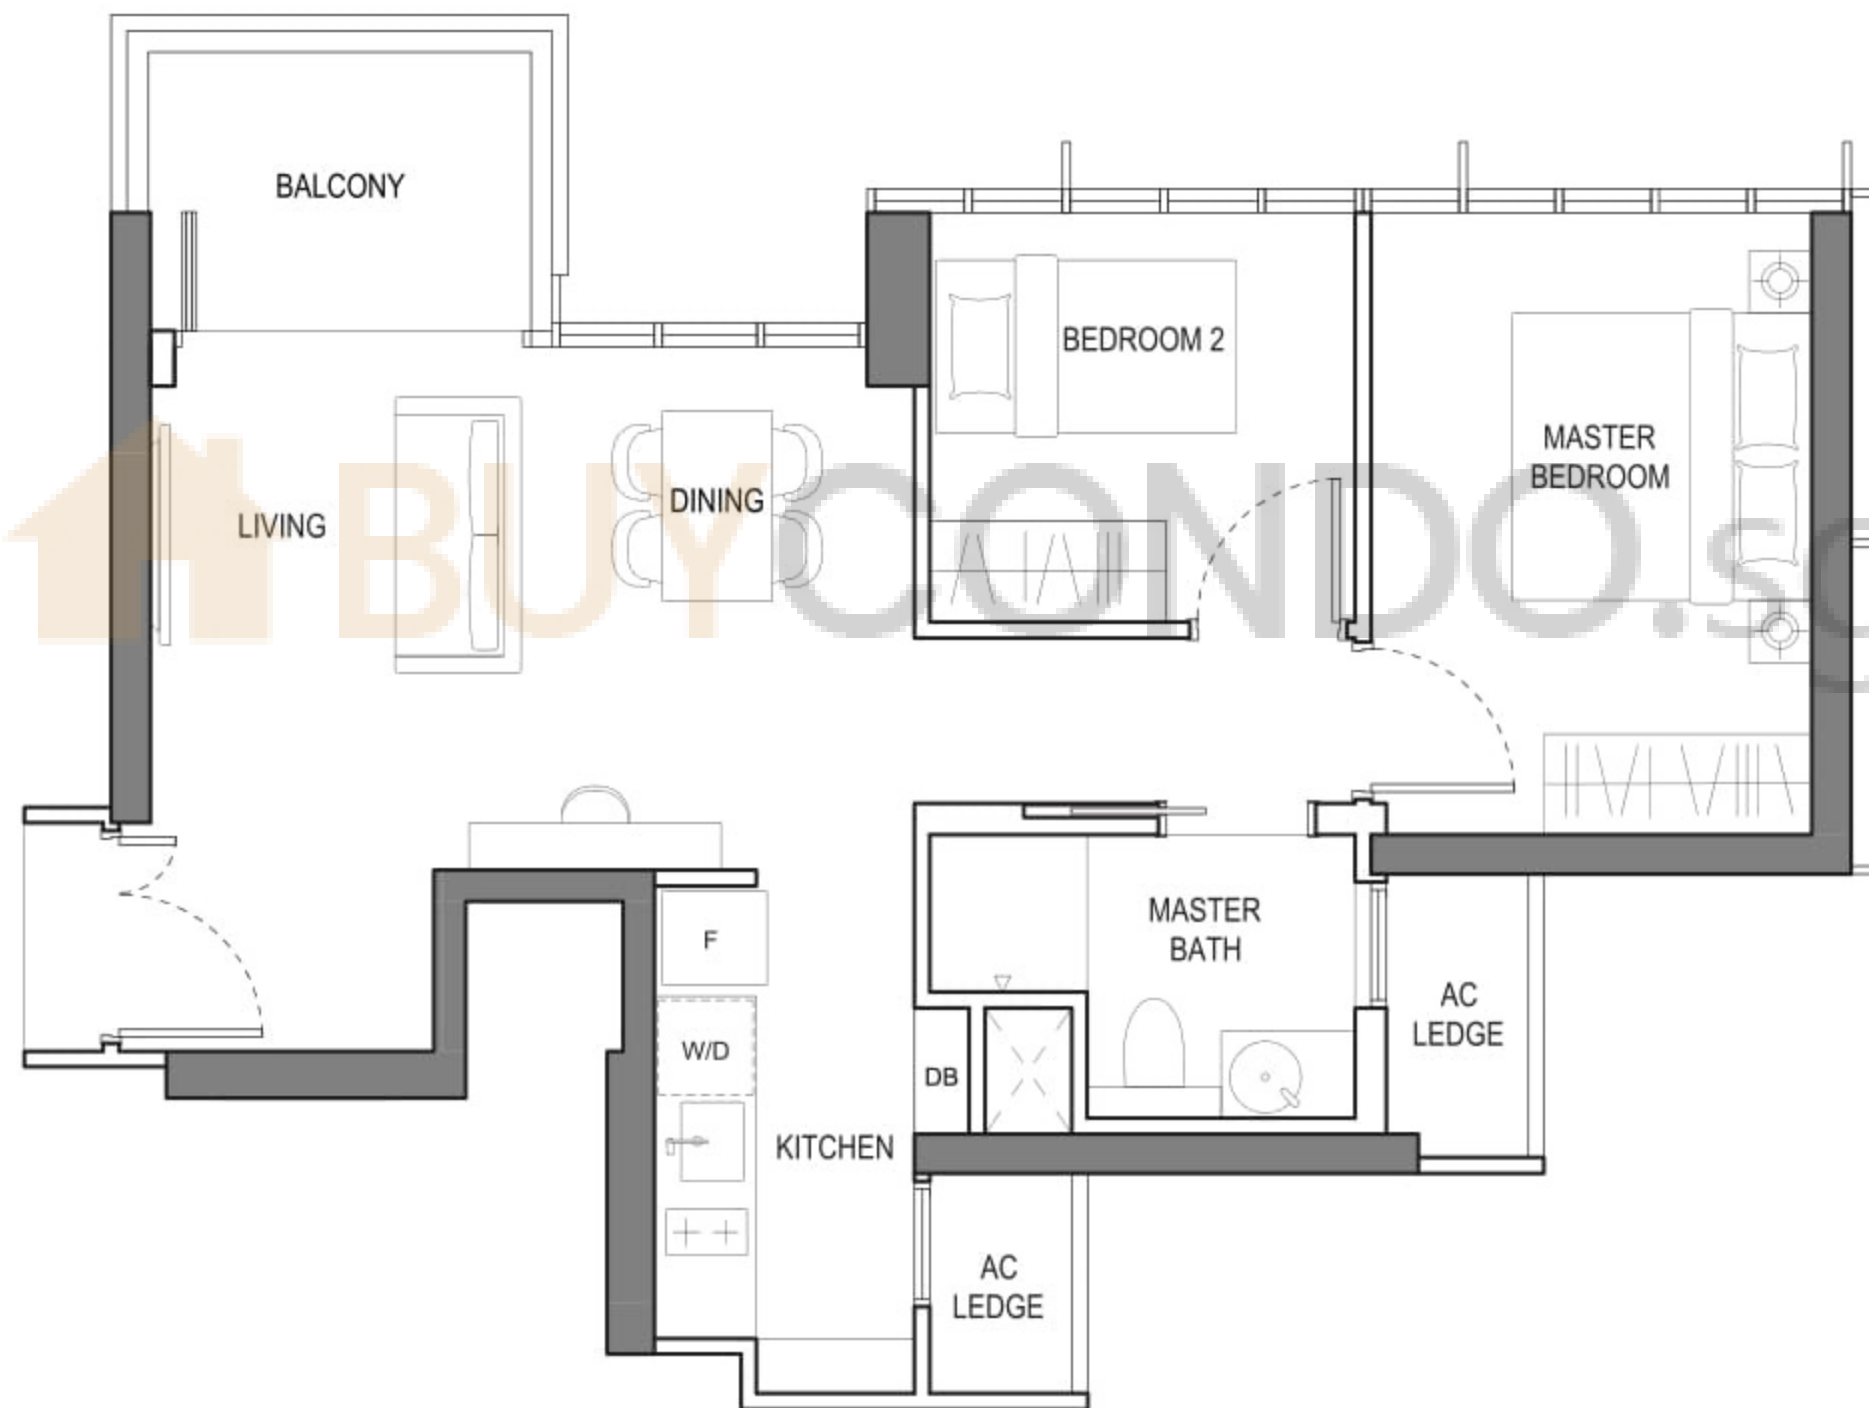 BALCONY
BEDROOM 2
MASTER
BEDROOM
LIVING
DINING
BUYCONDO.sg
MASTER
BATH
F
AC
LEDGE
W/D
DB
KITCHEN
AC
LEDGE